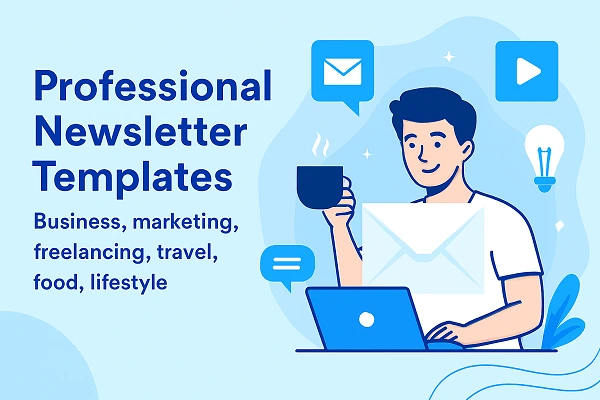 Professional
Newsletter
Templates
Business, marketing,
freelancing, travel,
food, lifestyle